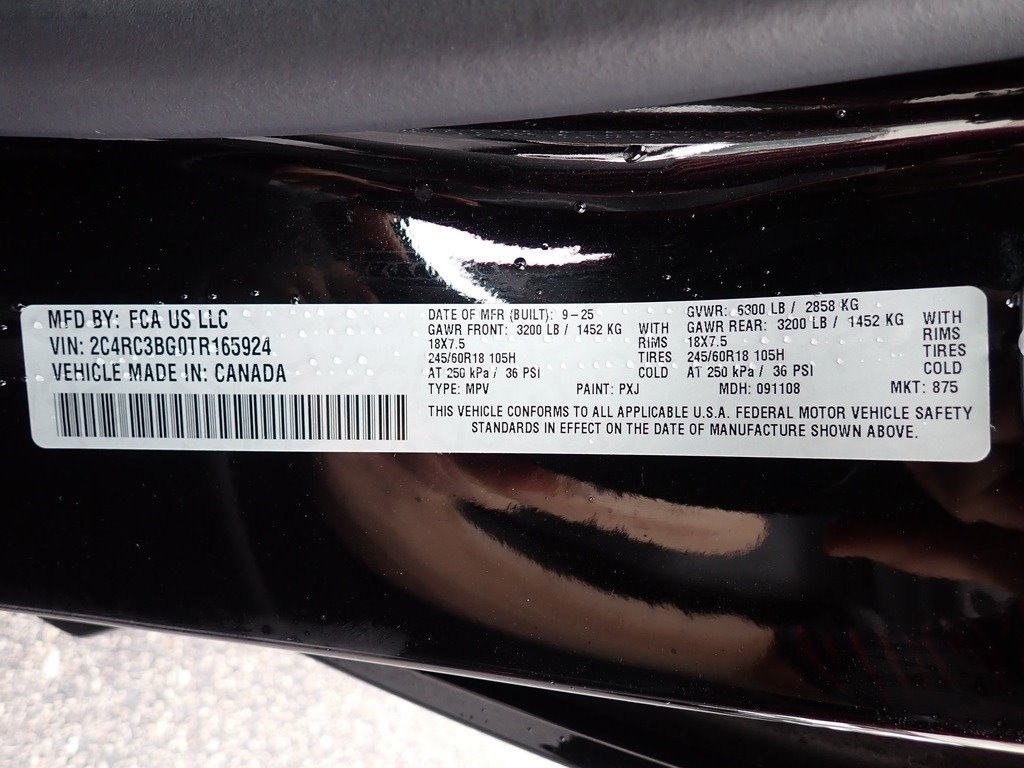 MFD BY: FCA US LLC
VIN: 2C4RC3BG0TR165924
VEHICLE MADE IN: CANADA
DATE OF MFR (BUILT): 9-25
GAWR FRONT: 3200 LB / 1452 KG WITH
18X7.5 RIMS
245/60R18 105H TIRES
AT 250 kPa / 36 PSI COLD
GVWR: 6300 LB / 2858 KG
GAWR REAR: 3200 LB / 1452 KG WITH
18X7.5 RIMS
245/60R18 105H TIRES
AT 250 kPa / 36 PSI COLD
TYPE: MPV PAINT: PXJ MDH: 091108 MKT: 875
THIS VEHICLE CONFORMS TO ALL APPLICABLE U.S.A. FEDERAL MOTOR VEHICLE SAFETY
STANDARDS IN EFFECT ON THE DATE OF MANUFACTURE SHOWN ABOVE.